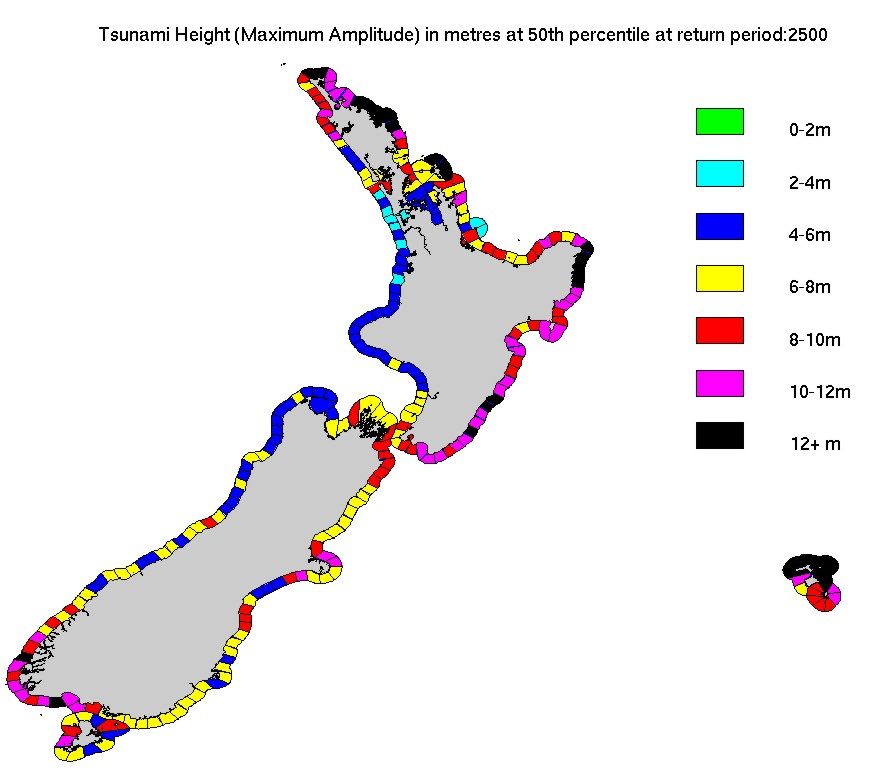 Tsunami Height (Maximum Amplitude) in metres at 50th percentile at return period:2500
0-2m
2-4m
4-6m
6-8m
8-10m
10-12m
12+ m